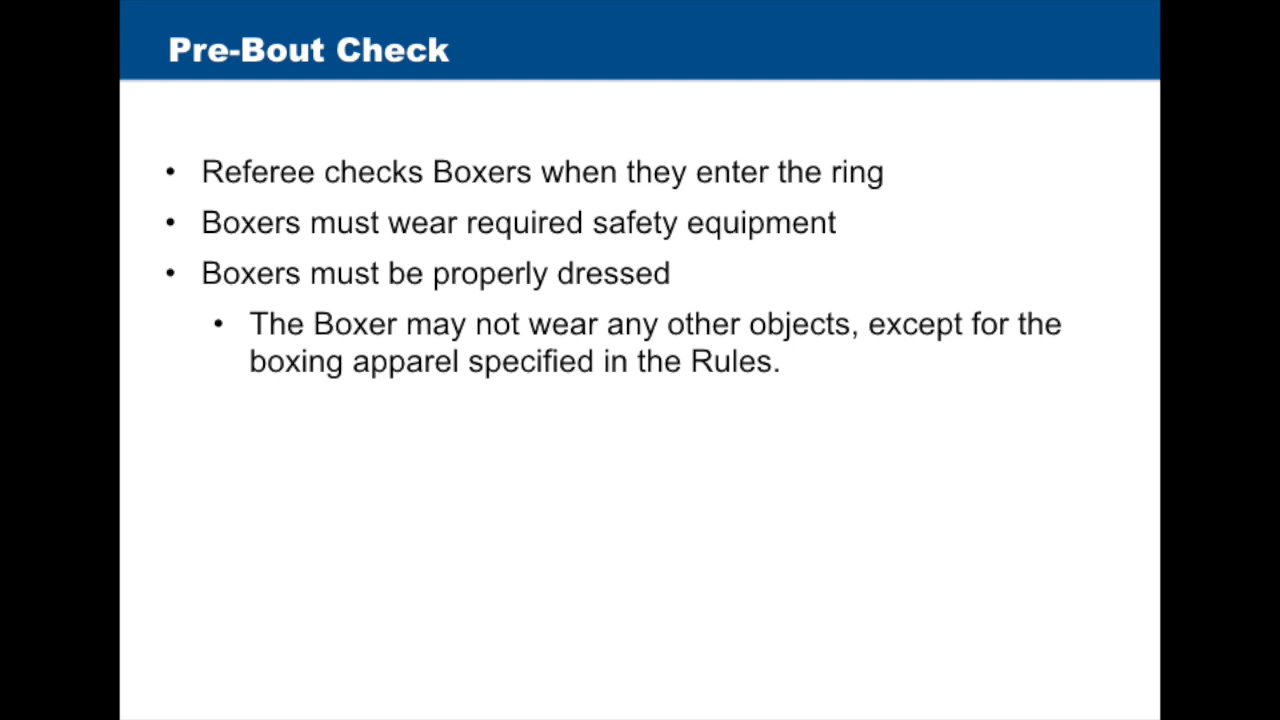 Pre-Bout Check
• Referee checks Boxers when they enter the ring
• Boxers must wear required safety equipment
• Boxers must be properly dressed
• The Boxer may not wear any other objects, except for the
boxing apparel specified in the Rules.